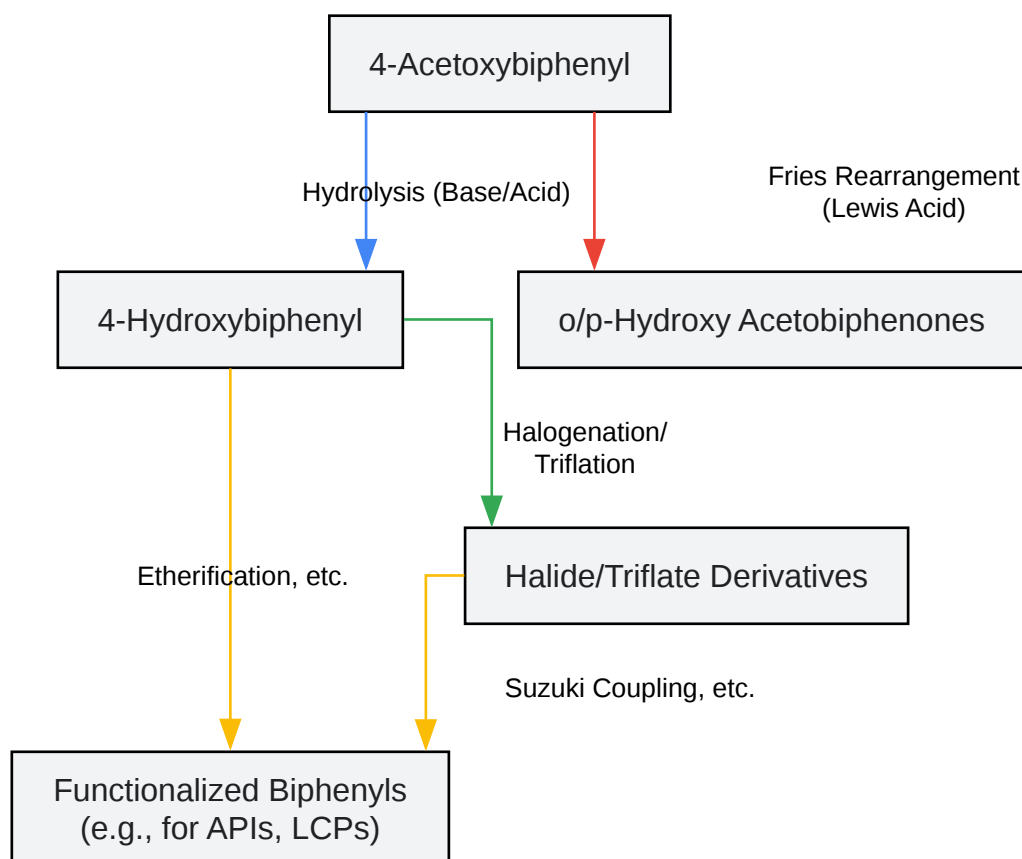 4-Acetoxybiphenyl
Hydrolysis (Base/Acid)
Fries Rearrangement
(Lewis Acid)
4-Hydroxybiphenyl
o/p-Hydroxy Acetobiphenones
Halogenation/
Triflation
Etherification, etc.
Halide/Triflate Derivatives
Suzuki Coupling, etc.
Functionalized Biphenyls
(e.g., for APIs, LCPs)